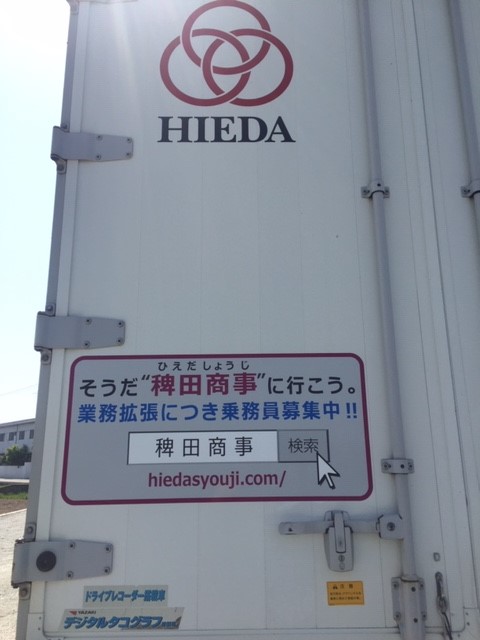 HIEDA
ひえだしょうじ
そうだ“稗田商事”に行こう。
業務拡張につき乗務員募集中!!
稗田商事 検索
hiedasyouji.com/
ドライブレコーダー搭載車
YAZAKI
デジタルタコグラフ